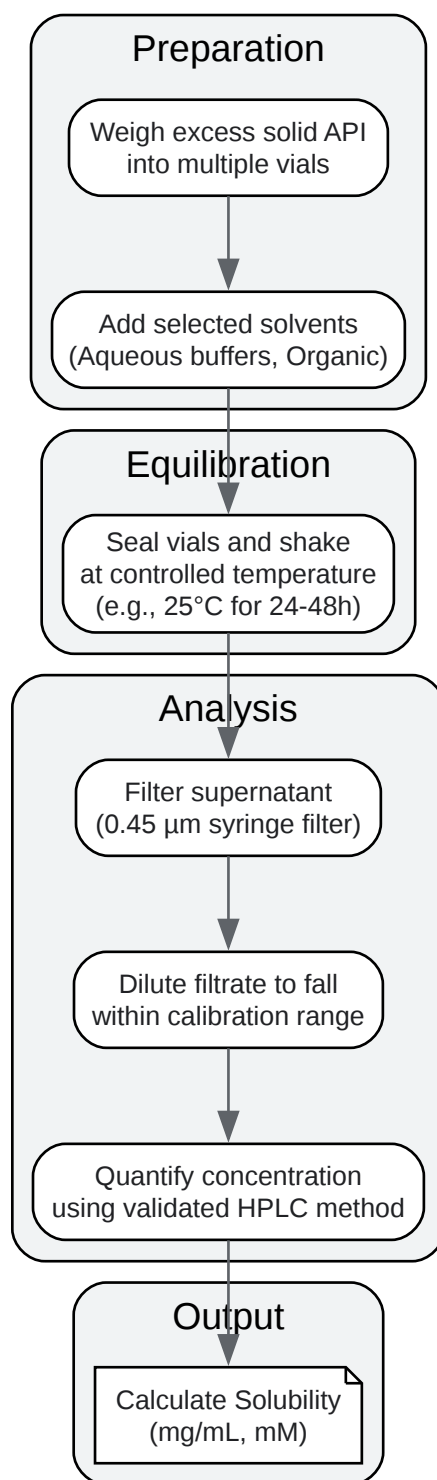 Preparation
Weigh excess solid API
into multiple vials
Add selected solvents
(Aqueous buffers, Organic)
Equilibration
Seal vials and shake
at controlled temperature
(e.g., 25°C for 24-48h)
Analysis
Filter supernatant
(0.45 µm syringe filter)
Dilute filtrate to fall
within calibration range
Quantify concentration
using validated HPLC method
Output
Calculate Solubility
(mg/mL, mM)